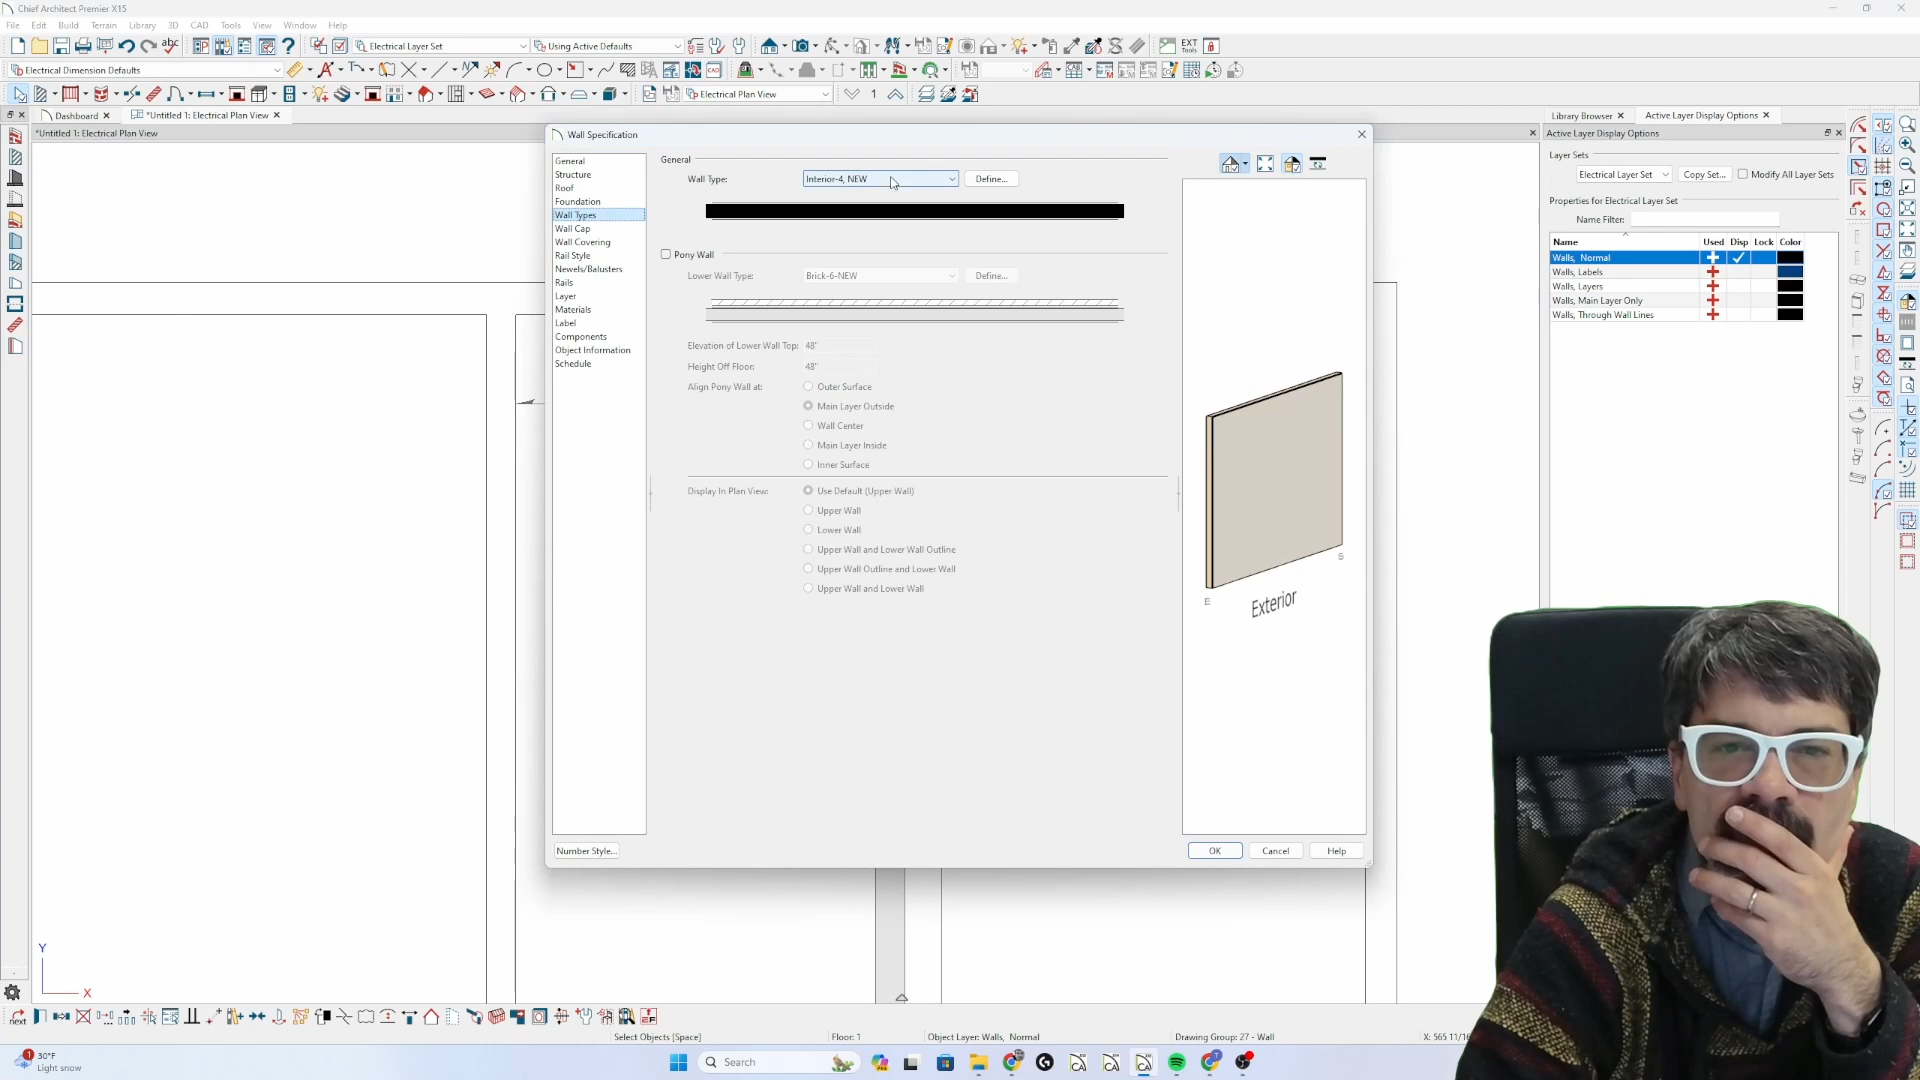 Chief Architect Premier X15
File Edit Build Terrain Library 3D CAD Tools View Window Help
Electrical Layer Set
Using Active Defaults
EXT
Tools
Electrical Dimension Defaults
Electrical Plan View
1
Dashboard
*Untitled 1: Electrical Plan View
*Untitled 1: Electrical Plan View
Wall Specification
General
Structure
Roof
Foundation
Wall Types
Wall Cap
Wall Covering
Rail Style
Newels/Balusters
Rails
Layer
Materials
Label
Components
Object Information
Schedule
General
Wall Type: Interior-4, NEW Define...
Pony Wall
Lower Wall Type: Brick-6-NEW Define...
Elevation of Lower Wall Top: 48"
Height Off Floor: 48"
Align Pony Wall at: Outer Surface
Main Layer Outside
Wall Center
Main Layer Inside
Inner Surface
Display In Plan View: Use Default (Upper Wall)
Upper Wall
Lower Wall
Upper Wall and Lower Wall Outline
Upper Wall Outline and Lower Wall
Upper Wall and Lower Wall
S
E
Exterior
Number Style...
OK Cancel Help
Library Browser
Active Layer Display Options
Active Layer Display Options
Layer Sets
Electrical Layer Set Copy Set... Modify All Layer Sets
Properties for Electrical Layer Set
Name Filter:
Name Used Disp Lock Color
Walls, Normal
Walls, Labels
Walls, Layers
Walls, Main Layer Only
Walls, Through Wall Lines
Y
X
next
Select Objects [Space]
Floor: 1
Object Layer: Walls, Normal
Drawing Group: 27 - Wall
X: 565 11/16
1
30°F
Light snow
Search